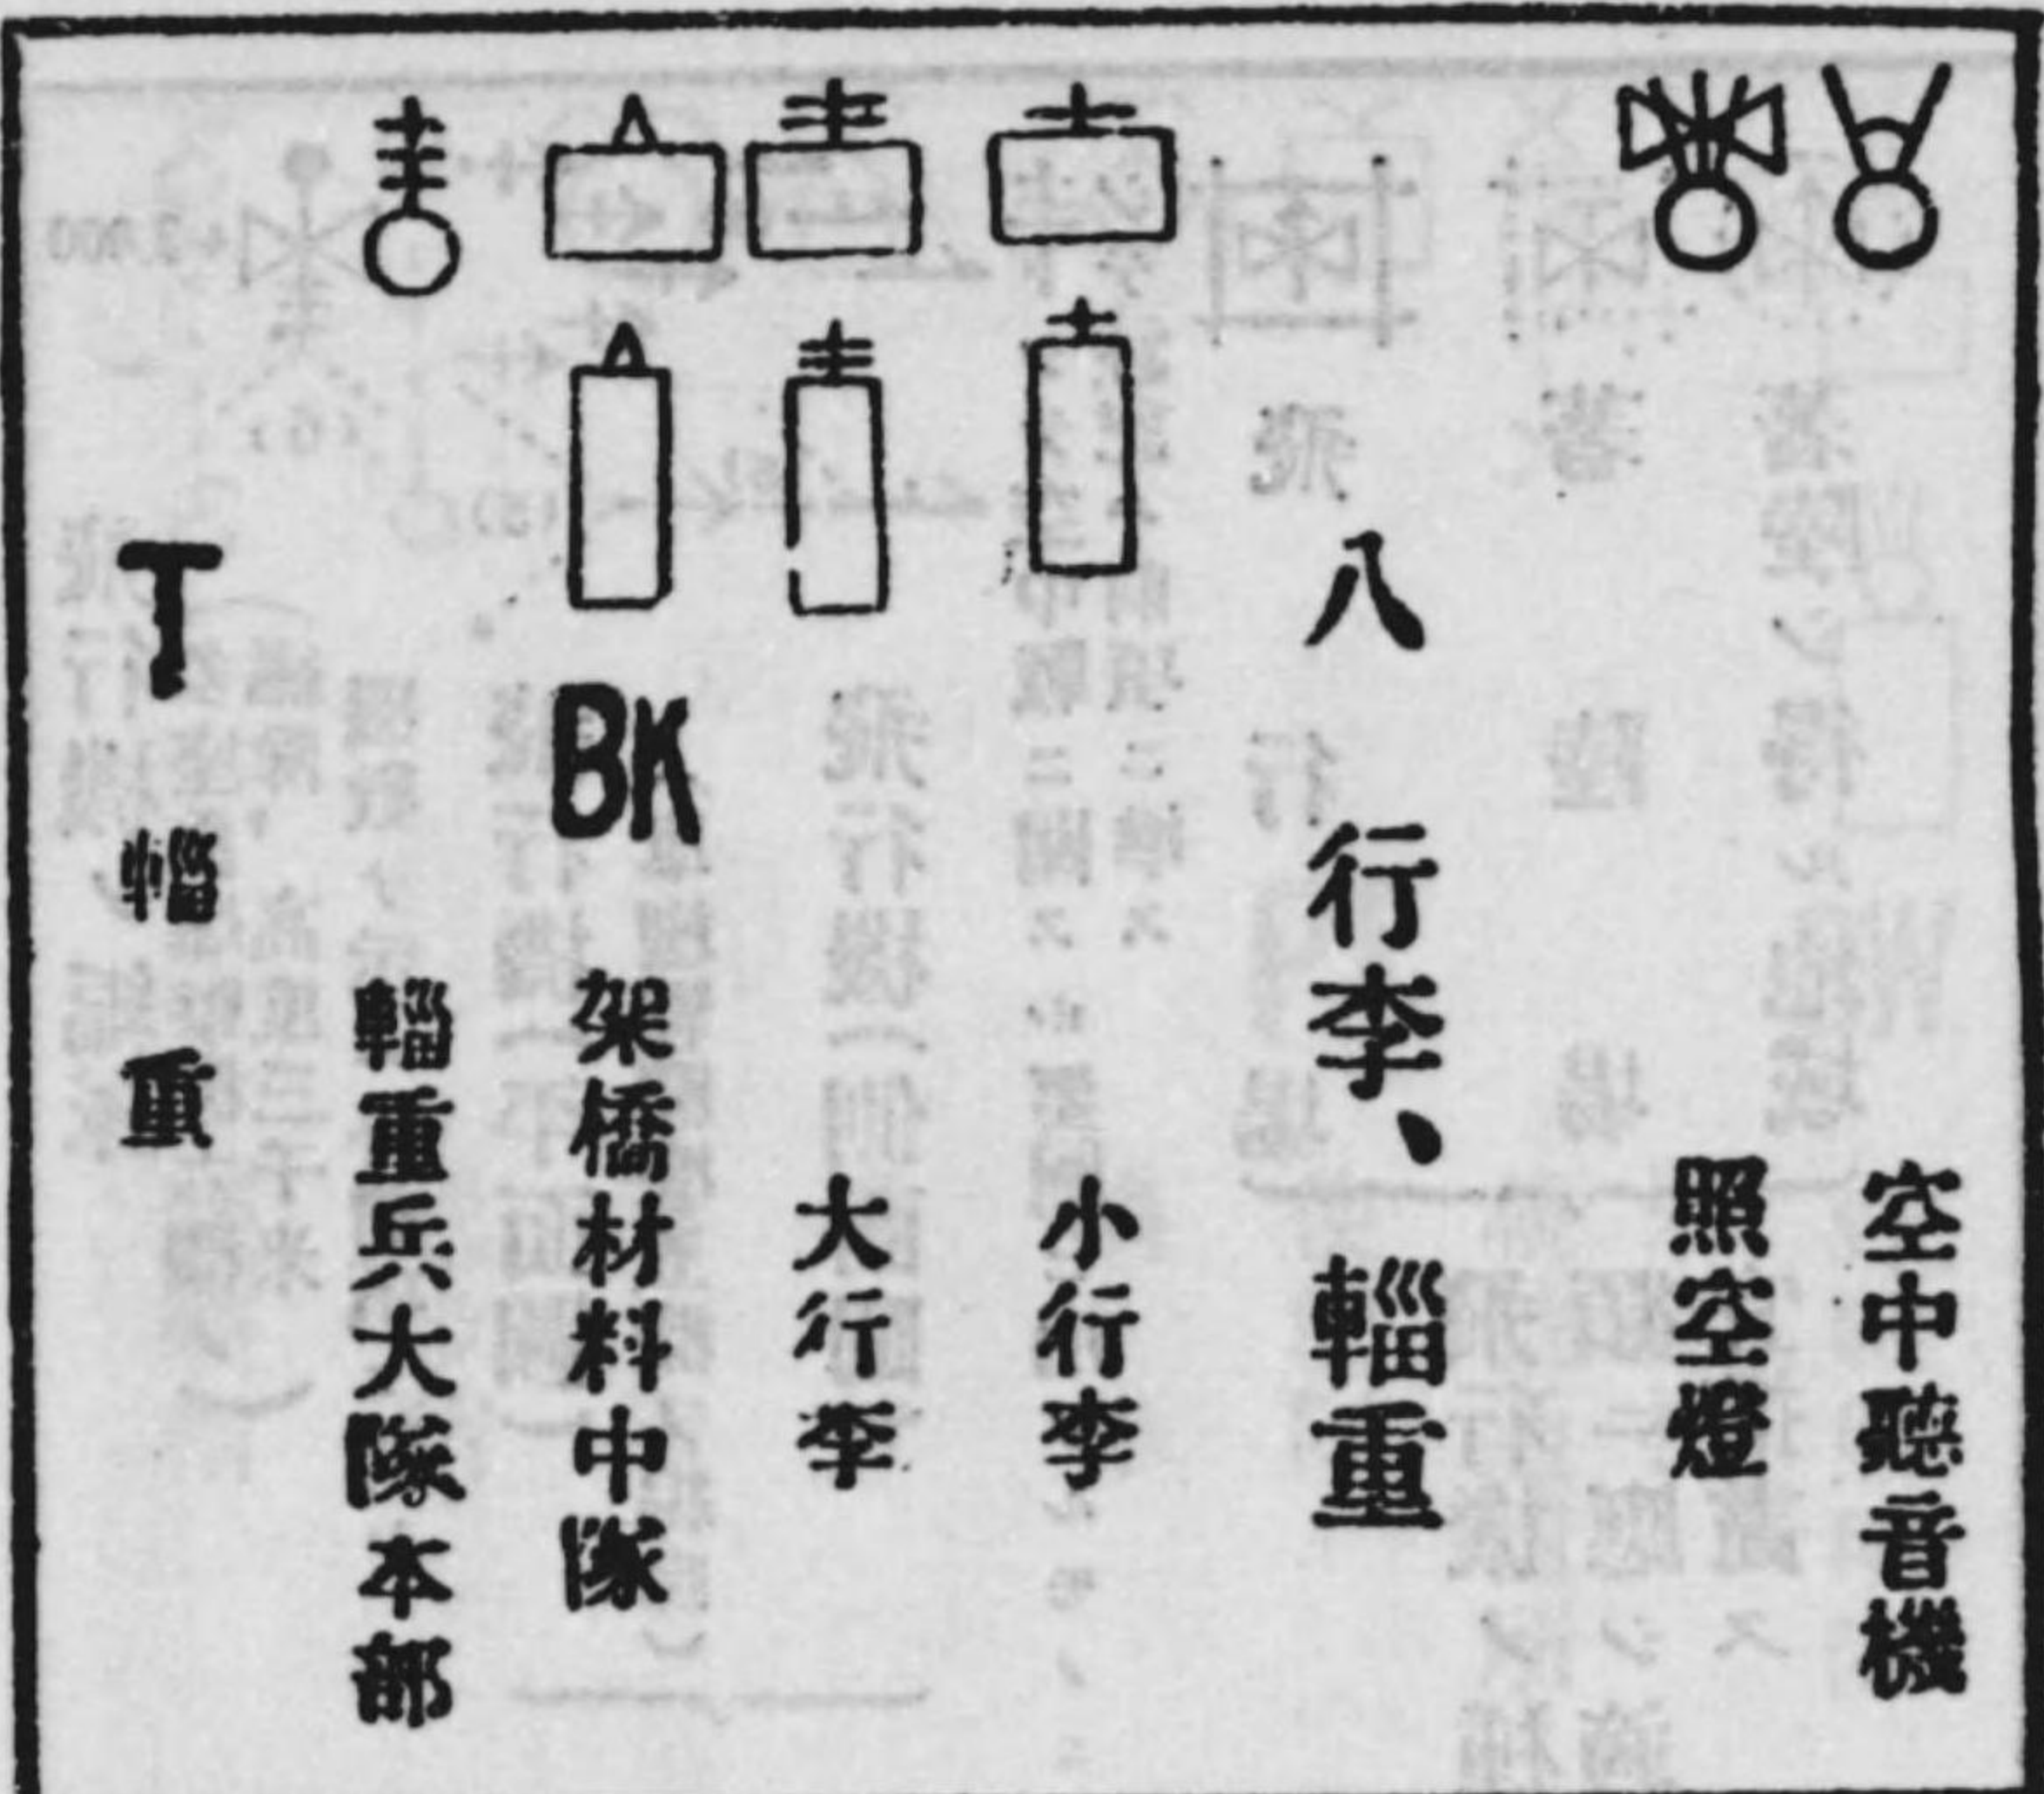 空中聽音機
照空燈
八 行李、輜重
小行李
大行李
BK 架橋材料中隊
輜重兵大隊本部
T 輜重